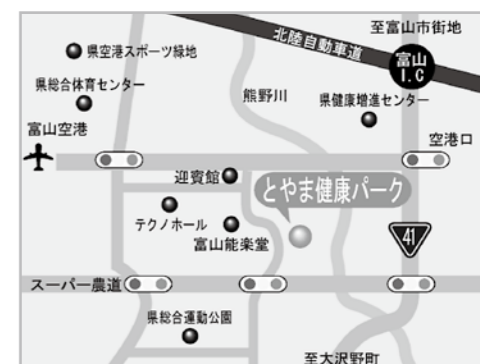 至富山市街地
北陸自動車道
県空港スポーツ緑地
富山
I.C
県総合体育センター
熊野川
県健康増進センター
富山空港
空港口
迎賓館
とやま健康パーク
テクノホール
富山能楽堂
41
スーパー農道
県総合運動公園
至大沢野町